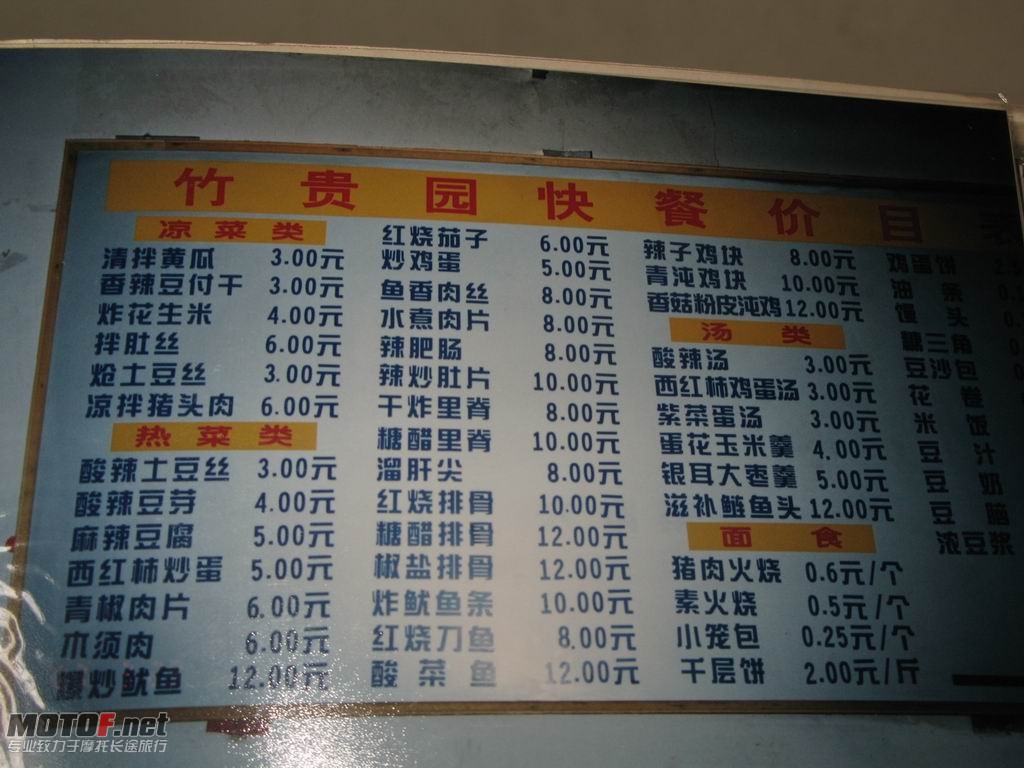 竹贵园快餐价目表
凉菜类
清拌黄瓜 3.00元
香辣豆付干 3.00元
炸花生米 4.00元
拌肚丝 6.00元
炝土豆丝 3.00元
凉拌猪头肉 6.00元
热菜类
酸辣土豆丝 3.00元
酸辣豆芽 4.00元
麻辣豆腐 5.00元
西红柿炒蛋 5.00元
青椒肉片 6.00元
木须肉 6.00元
爆炒鱿鱼 12.00元
红烧茄子 6.00元
炒鸡蛋 5.00元
鱼香肉丝 8.00元
水煮肉片 8.00元
辣肥肠 8.00元
辣炒肚片 10.00元
干炸里脊 8.00元
糖醋里脊 10.00元
溜肝尖 8.00元
红烧排骨 10.00元
糖醋排骨 12.00元
椒盐排骨 12.00元
炸鱿鱼条 10.00元
红烧刀鱼 8.00元
酸菜鱼 12.00元
辣子鸡块 8.00元
青沌鸡块 10.00元
香菇粉皮沌鸡 12.00元
汤类
酸辣汤 3.00元
西红柿鸡蛋汤 3.00元
紫菜蛋汤 3.00元
蛋花玉米羹 4.00元
银耳大枣羹 5.00元
滋补鲢鱼头 12.00元
面食
猪肉火烧 0.6元/个
素火烧 0.5元/个
小笼包 0.25元/个
千层饼 2.00元/斤
鸡蛋饼
油条
馒头
糖三角
豆沙包
花卷
米饭
豆汁
豆奶
豆脑
浓豆浆
MOTOF.net
专业致力于摩托长途旅行